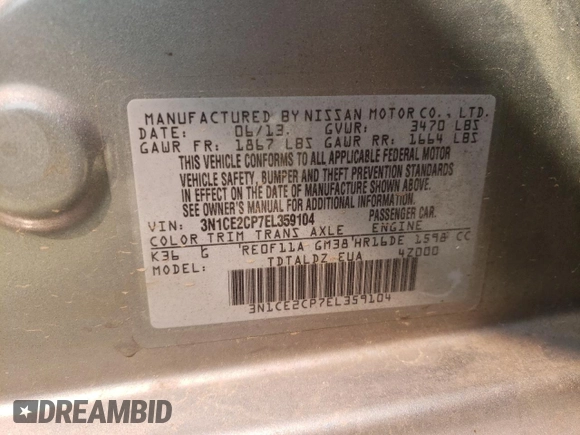 MANUFACTURED BY NISSAN MOTOR CO., LTD.
DATE: 06/13. GVWR: 3470 LBS
GAWR FR: 1867 LBS GAWR RR: 1664 LBS
THIS VEHICLE CONFORMS TO ALL APPLICABLE FEDERAL MOTOR
VEHICLE SAFETY, BUMPER AND THEFT PREVENTION STANDARDS
IN EFFECT ON THE DATE OF MANUFACTURE SHOWN ABOVE.
SEE OWNER'S MANUAL FOR ADDITIONAL INFORMATION.
VIN: 3N1CE2CP7EL359104 PASSENGER CAR.
COLOR TRIM TRANS AXLE ENGINE
K36 G RE0F11A GM38 HR16DE 1598 CC
MODEL: TDTALDZ EUA 4Z000
3N1CE2CP7EL359104
DREAMBID